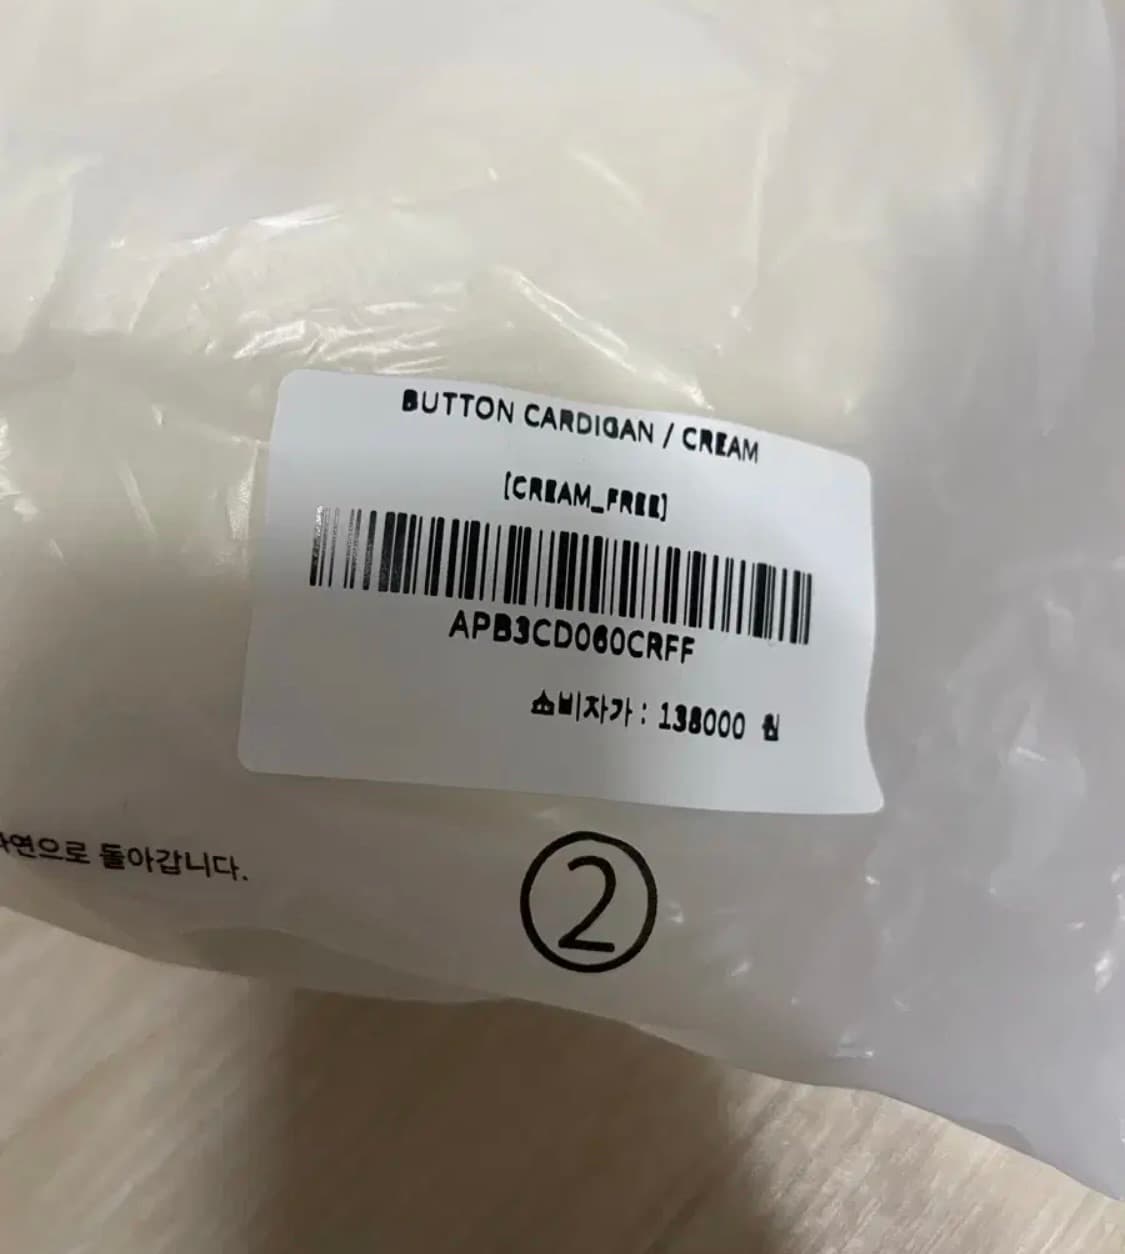 BUTTON CARDIGAN / CREAM
[CREAM_FREE]
APB3CD060CRFF
소비자가 : 138000 원
자연으로 돌아갑니다.
②